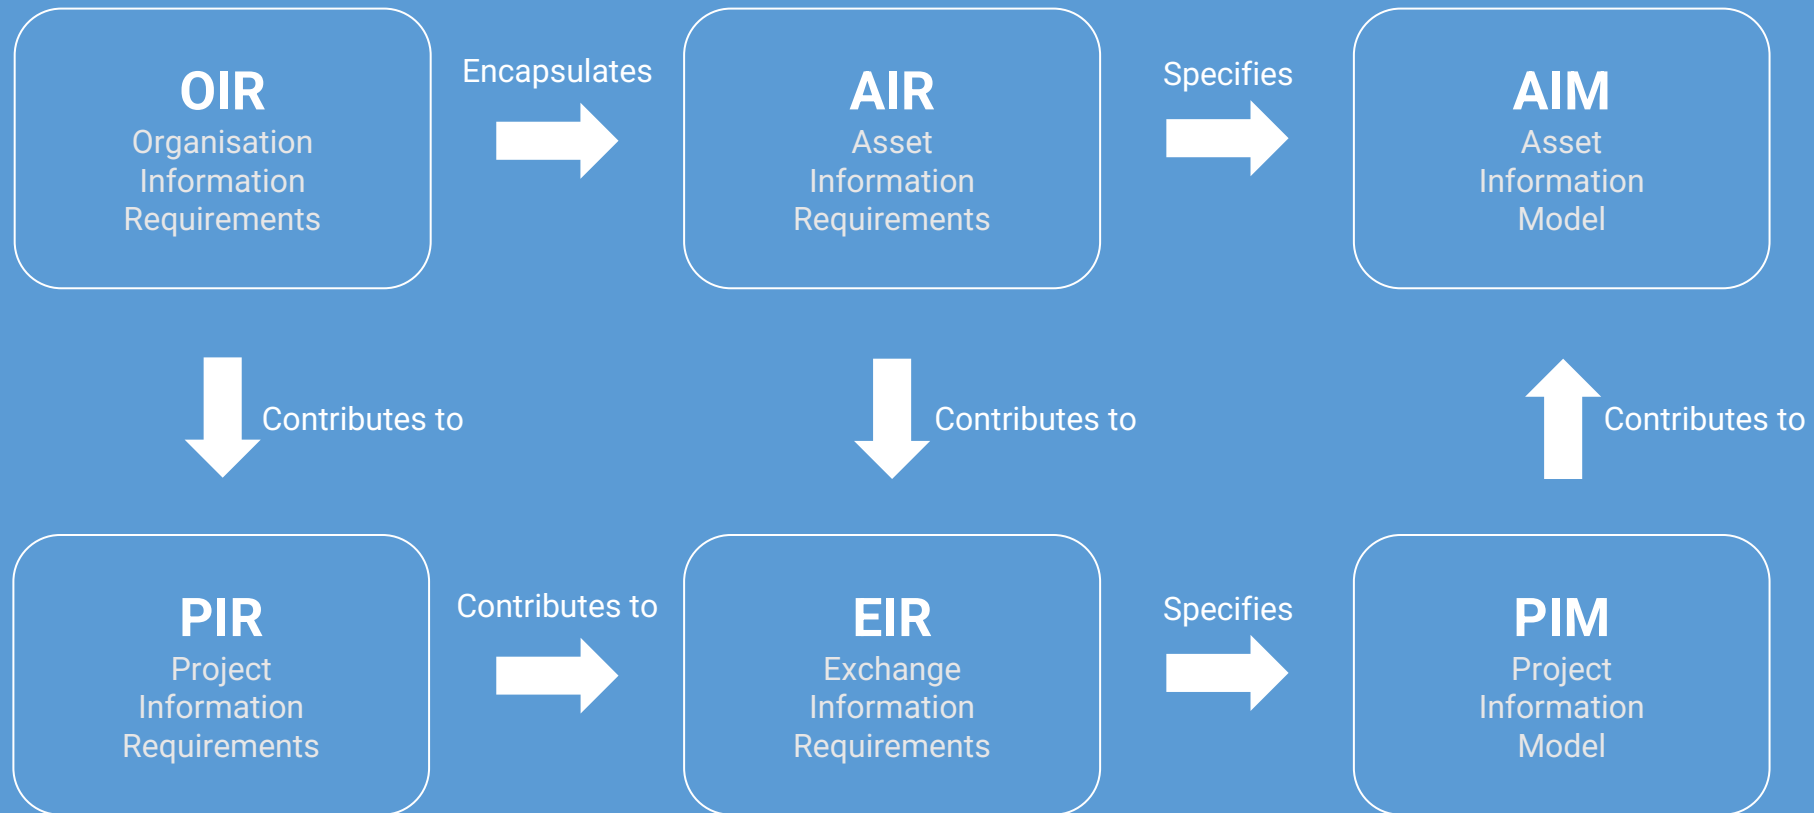 OIR
Organisation
Information
Requirements
Encapsulates
AIR
Asset
Information
Requirements
Specifies
AIM
Asset
Information
Model
Contributes to
Contributes to
Contributes to
PIR
Project
Information
Requirements
Contributes to
EIR
Exchange
Information
Requirements
Specifies
PIM
Project
Information
Model